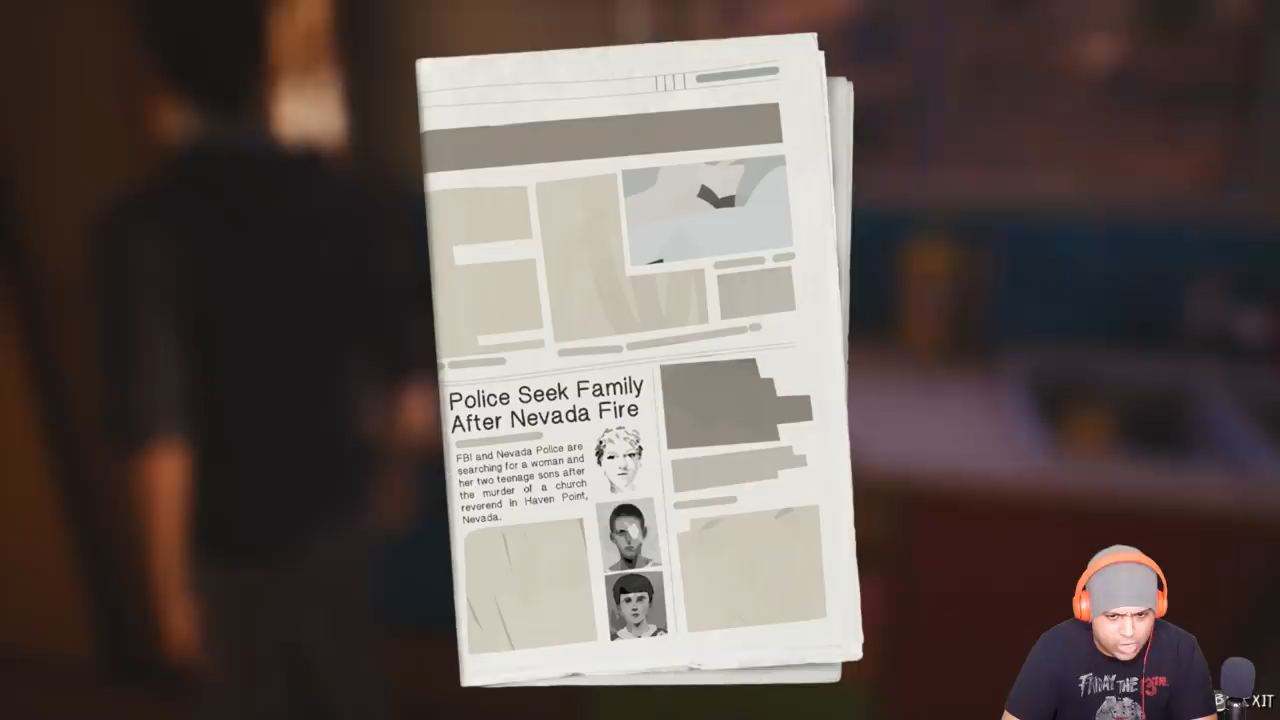 Police Seek Family
After Nevada Fire
FBI and Nevada Police are
searching for a woman and
her two teenage sons after
the murder of a church
reverend in Haven Point,
Nevada.
FRIDAY THE 13TH